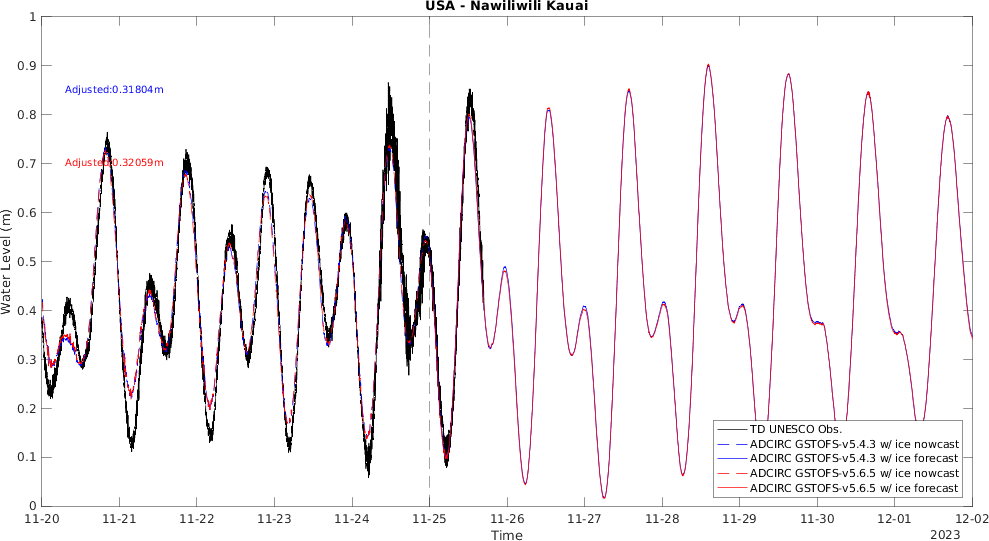 USA - Nawiliwili Kauai
1
0.9
0.8
0.7
0.6
0.5
0.4
0.3
0.2
0.1
0
Water Level (m)
Adjusted:0.31804m
Adjusted:0.32059m
TD UNESCO Obs.
ADCIRC GSTOFS-v5.4.3 w/ ice nowcast
ADCIRC GSTOFS-v5.4.3 w/ ice forecast
ADCIRC GSTOFS-v5.6.5 w/ ice nowcast
ADCIRC GSTOFS-v5.6.5 w/ ice forecast
11-20 11-21 11-22 11-23 11-24 11-25 11-26 11-27 11-28 11-29 11-30 12-01 12-02
Time
2023